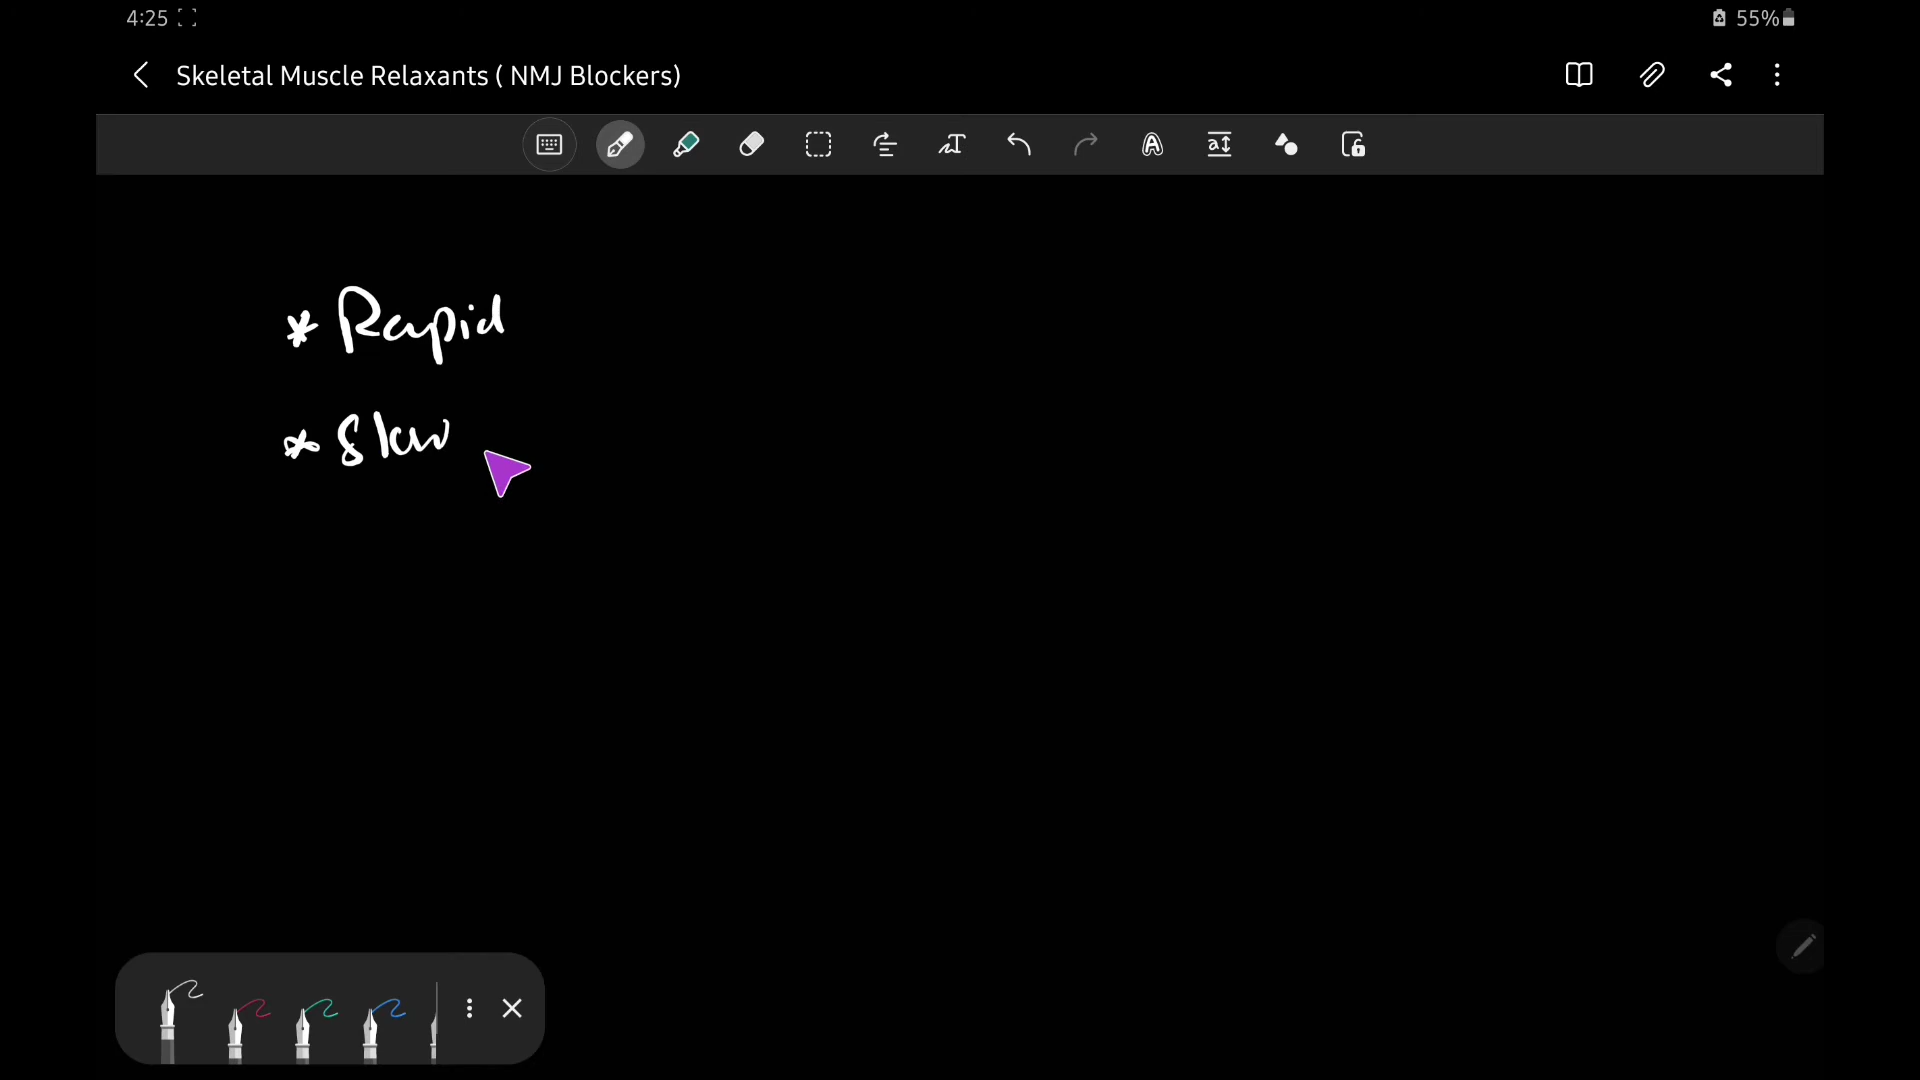 4:25 55%
Skeletal Muscle Relaxants ( NMJ Blockers)
* Rapid
* Slow